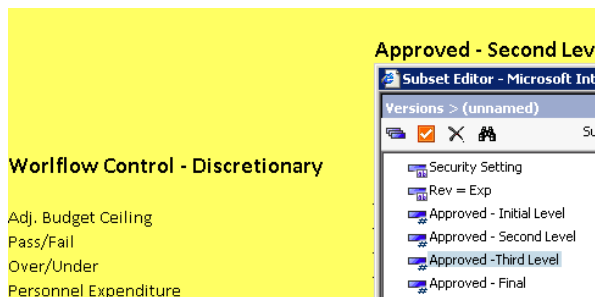 Approved - Second Lev
Subset Editor - Microsoft Int
Versions > (unnamed)
Su
Worlflow Control - Discretionary
Security Setting
Rev = Exp
Adj. Budget Ceiling
Approved - Initial Level
Pass/Fail
Approved - Second Level
Over/Under
Approved -Third Level
Personnel Expenditure
Approved - Final